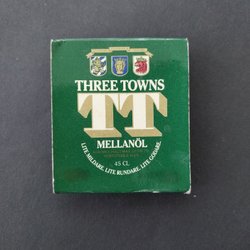 THREE TOWNS
TT
MELLANÖL
45 CL
LITE MILDARE. LITE RUNDARE. LITE GODARE.